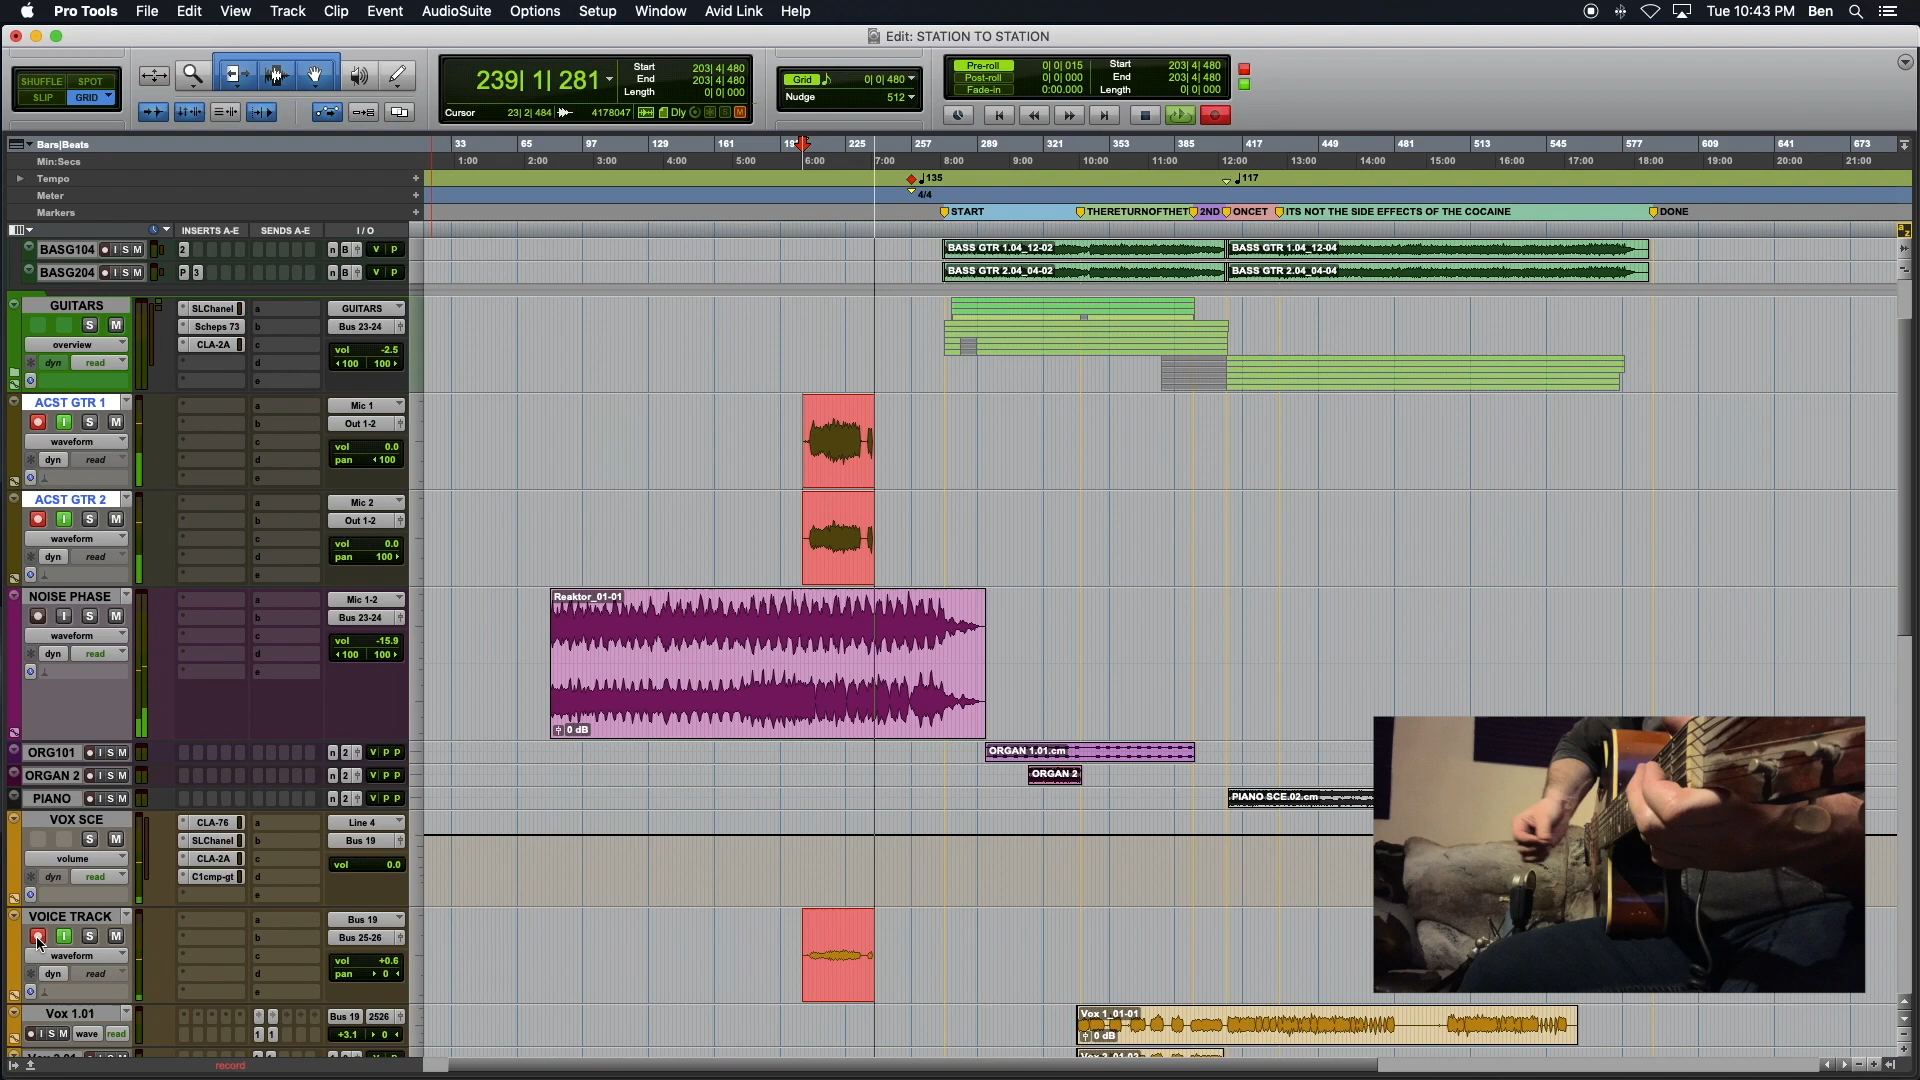 Pro Tools File Edit View Track Clip Event AudioSuite Options Setup Window Avid Link Help Tue 10:43 PM Ben
Edit: STATION TO STATION
SHUFFLE SPOT
SLIP GRID
239| 1| 281
Start 203| 4| 480
End 203| 4| 480
Length 0| 0| 000
Cursor 23| 2| 484 4178047 Dly
Grid 0| 0| 480
Nudge 512
Pre-roll 0| 0| 015
Post-roll 0| 0| 000
Fade-in 0:00.000
Start 203| 4| 480
End 203| 4| 480
Length 0| 0| 000
Bars|Beats 33 65 97 129 161 225 257 289 321 353 385 417 449 481 513 545 577 609 641 673
Min:Secs 1:00 2:00 3:00 4:00 5:00 6:00 7:00 8:00 9:00 10:00 11:00 12:00 13:00 14:00 15:00 16:00 17:00 18:00 19:00 20:00 21:00
Tempo 135 117
Meter 4/4
Markers START THERETURNOFTHET 2ND ONCET ITS NOT THE SIDE EFFECTS OF THE COCAINE DONE
INSERTS A-E SENDS A-E I / O
BASG104 I S M 2 n B V P BASS GTR 1.04_12-02 BASS GTR 1.04_12-04
BASG204 I S M P 3 n B V P BASS GTR 2.04_04-02 BASS GTR 2.04_04-04
GUITARS SLChanel a GUITARS
S M Scheps 73 b Bus 23-24
overview CLA-2A c vol -2.5
dyn read d 100 100
e
ACST GTR 1 a Mic 1
I S M b Out 1-2
waveform c vol 0.0
dyn read d pan 100
e
ACST GTR 2 a Mic 2
I S M b Out 1-2
waveform c vol 0.0
dyn read d pan 100
e
NOISE PHASE a Mic 1-2 Reaktor_01-01
I S M b Bus 23-24
waveform c vol -15.9
dyn read d 100 100
e
0 dB
ORG101 I S M n 2 V P P ORGAN 1.01.cm
ORGAN 2 I S M n 2 V P P ORGAN 2
PIANO I S M n 2 V P P PIANO SCE.02.cm
VOX SCE CLA-76 a Line 4
S M SLChanel b Bus 19
volume CLA-2A c vol 0.0
dyn read C1cmp-gt d
e
VOICE TRACK a Bus 19
I S M b Bus 25-26
waveform c vol +0.6
dyn read d pan 0
e
Vox 1.01 Bus 19 2526 Vox 1_01-01
I S M wave read 1 1 +3.1 0 0 dB
record